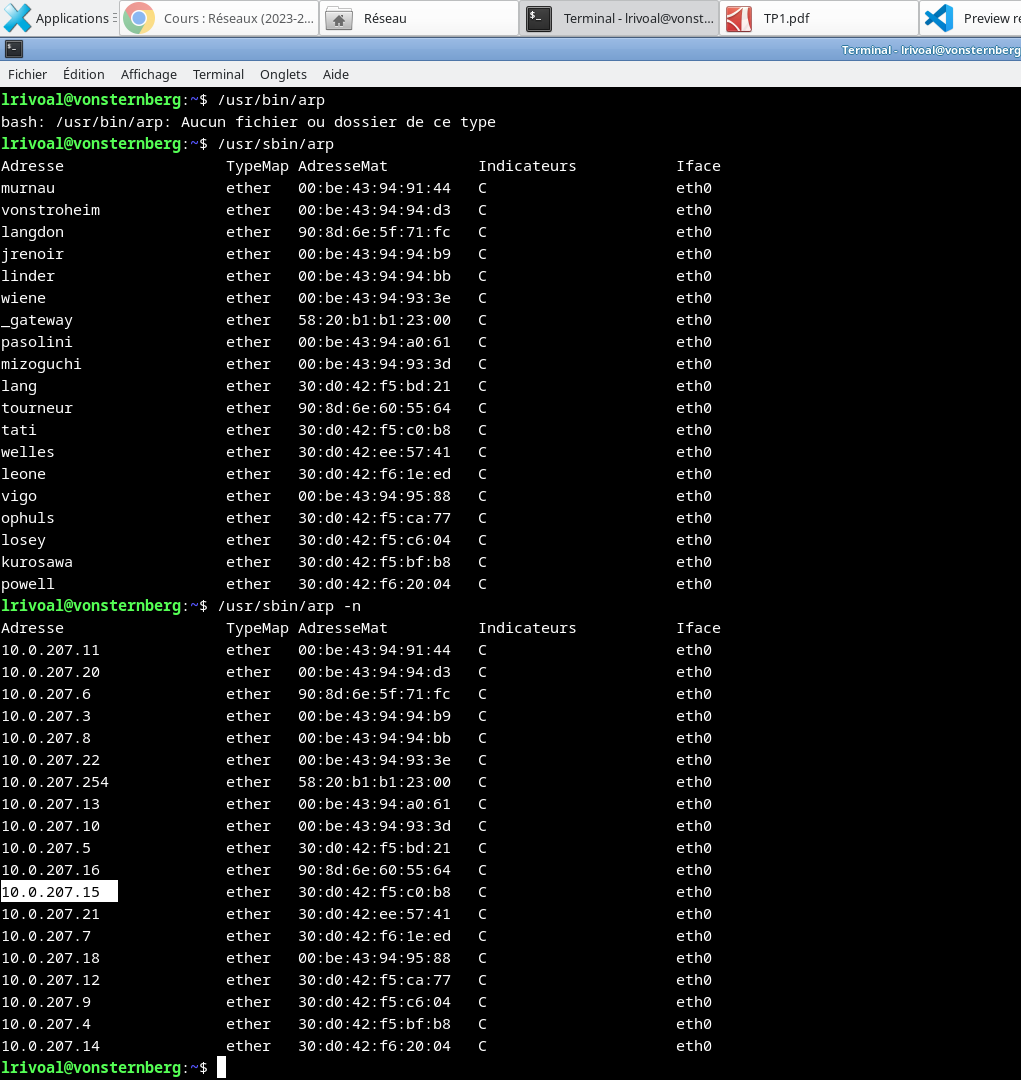 Applications
Cours : Réseaux (2023-2...
Réseau
Terminal - lrivoal@vonst...
TP1.pdf
Preview re
Terminal - lrivoal@vonsternberg
Fichier Édition Affichage Terminal Onglets Aide
lrivoal@vonsternberg:~$ /usr/bin/arp
bash: /usr/bin/arp: Aucun fichier ou dossier de ce type
lrivoal@vonsternberg:~$ /usr/sbin/arp
Adresse TypeMap AdresseMat Indicateurs Iface
murnau ether 00:be:43:94:91:44 C eth0
vonstroheim ether 00:be:43:94:94:d3 C eth0
langdon ether 90:8d:6e:5f:71:fc C eth0
jrenoir ether 00:be:43:94:94:b9 C eth0
linder ether 00:be:43:94:94:bb C eth0
wiene ether 00:be:43:94:93:3e C eth0
_gateway ether 58:20:b1:b1:23:00 C eth0
pasolini ether 00:be:43:94:a0:61 C eth0
mizoguchi ether 00:be:43:94:93:3d C eth0
lang ether 30:d0:42:f5:bd:21 C eth0
tourneur ether 90:8d:6e:60:55:64 C eth0
tati ether 30:d0:42:f5:c0:b8 C eth0
welles ether 30:d0:42:ee:57:41 C eth0
leone ether 30:d0:42:f6:1e:ed C eth0
vigo ether 00:be:43:94:95:88 C eth0
ophuls ether 30:d0:42:f5:ca:77 C eth0
losey ether 30:d0:42:f5:c6:04 C eth0
kurosawa ether 30:d0:42:f5:bf:b8 C eth0
powell ether 30:d0:42:f6:20:04 C eth0
lrivoal@vonsternberg:~$ /usr/sbin/arp -n
Adresse TypeMap AdresseMat Indicateurs Iface
10.0.207.11 ether 00:be:43:94:91:44 C eth0
10.0.207.20 ether 00:be:43:94:94:d3 C eth0
10.0.207.6 ether 90:8d:6e:5f:71:fc C eth0
10.0.207.3 ether 00:be:43:94:94:b9 C eth0
10.0.207.8 ether 00:be:43:94:94:bb C eth0
10.0.207.22 ether 00:be:43:94:93:3e C eth0
10.0.207.254 ether 58:20:b1:b1:23:00 C eth0
10.0.207.13 ether 00:be:43:94:a0:61 C eth0
10.0.207.10 ether 00:be:43:94:93:3d C eth0
10.0.207.5 ether 30:d0:42:f5:bd:21 C eth0
10.0.207.16 ether 90:8d:6e:60:55:64 C eth0
10.0.207.15 ether 30:d0:42:f5:c0:b8 C eth0
10.0.207.21 ether 30:d0:42:ee:57:41 C eth0
10.0.207.7 ether 30:d0:42:f6:1e:ed C eth0
10.0.207.18 ether 00:be:43:94:95:88 C eth0
10.0.207.12 ether 30:d0:42:f5:ca:77 C eth0
10.0.207.9 ether 30:d0:42:f5:c6:04 C eth0
10.0.207.4 ether 30:d0:42:f5:bf:b8 C eth0
10.0.207.14 ether 30:d0:42:f6:20:04 C eth0
lrivoal@vonsternberg:~$